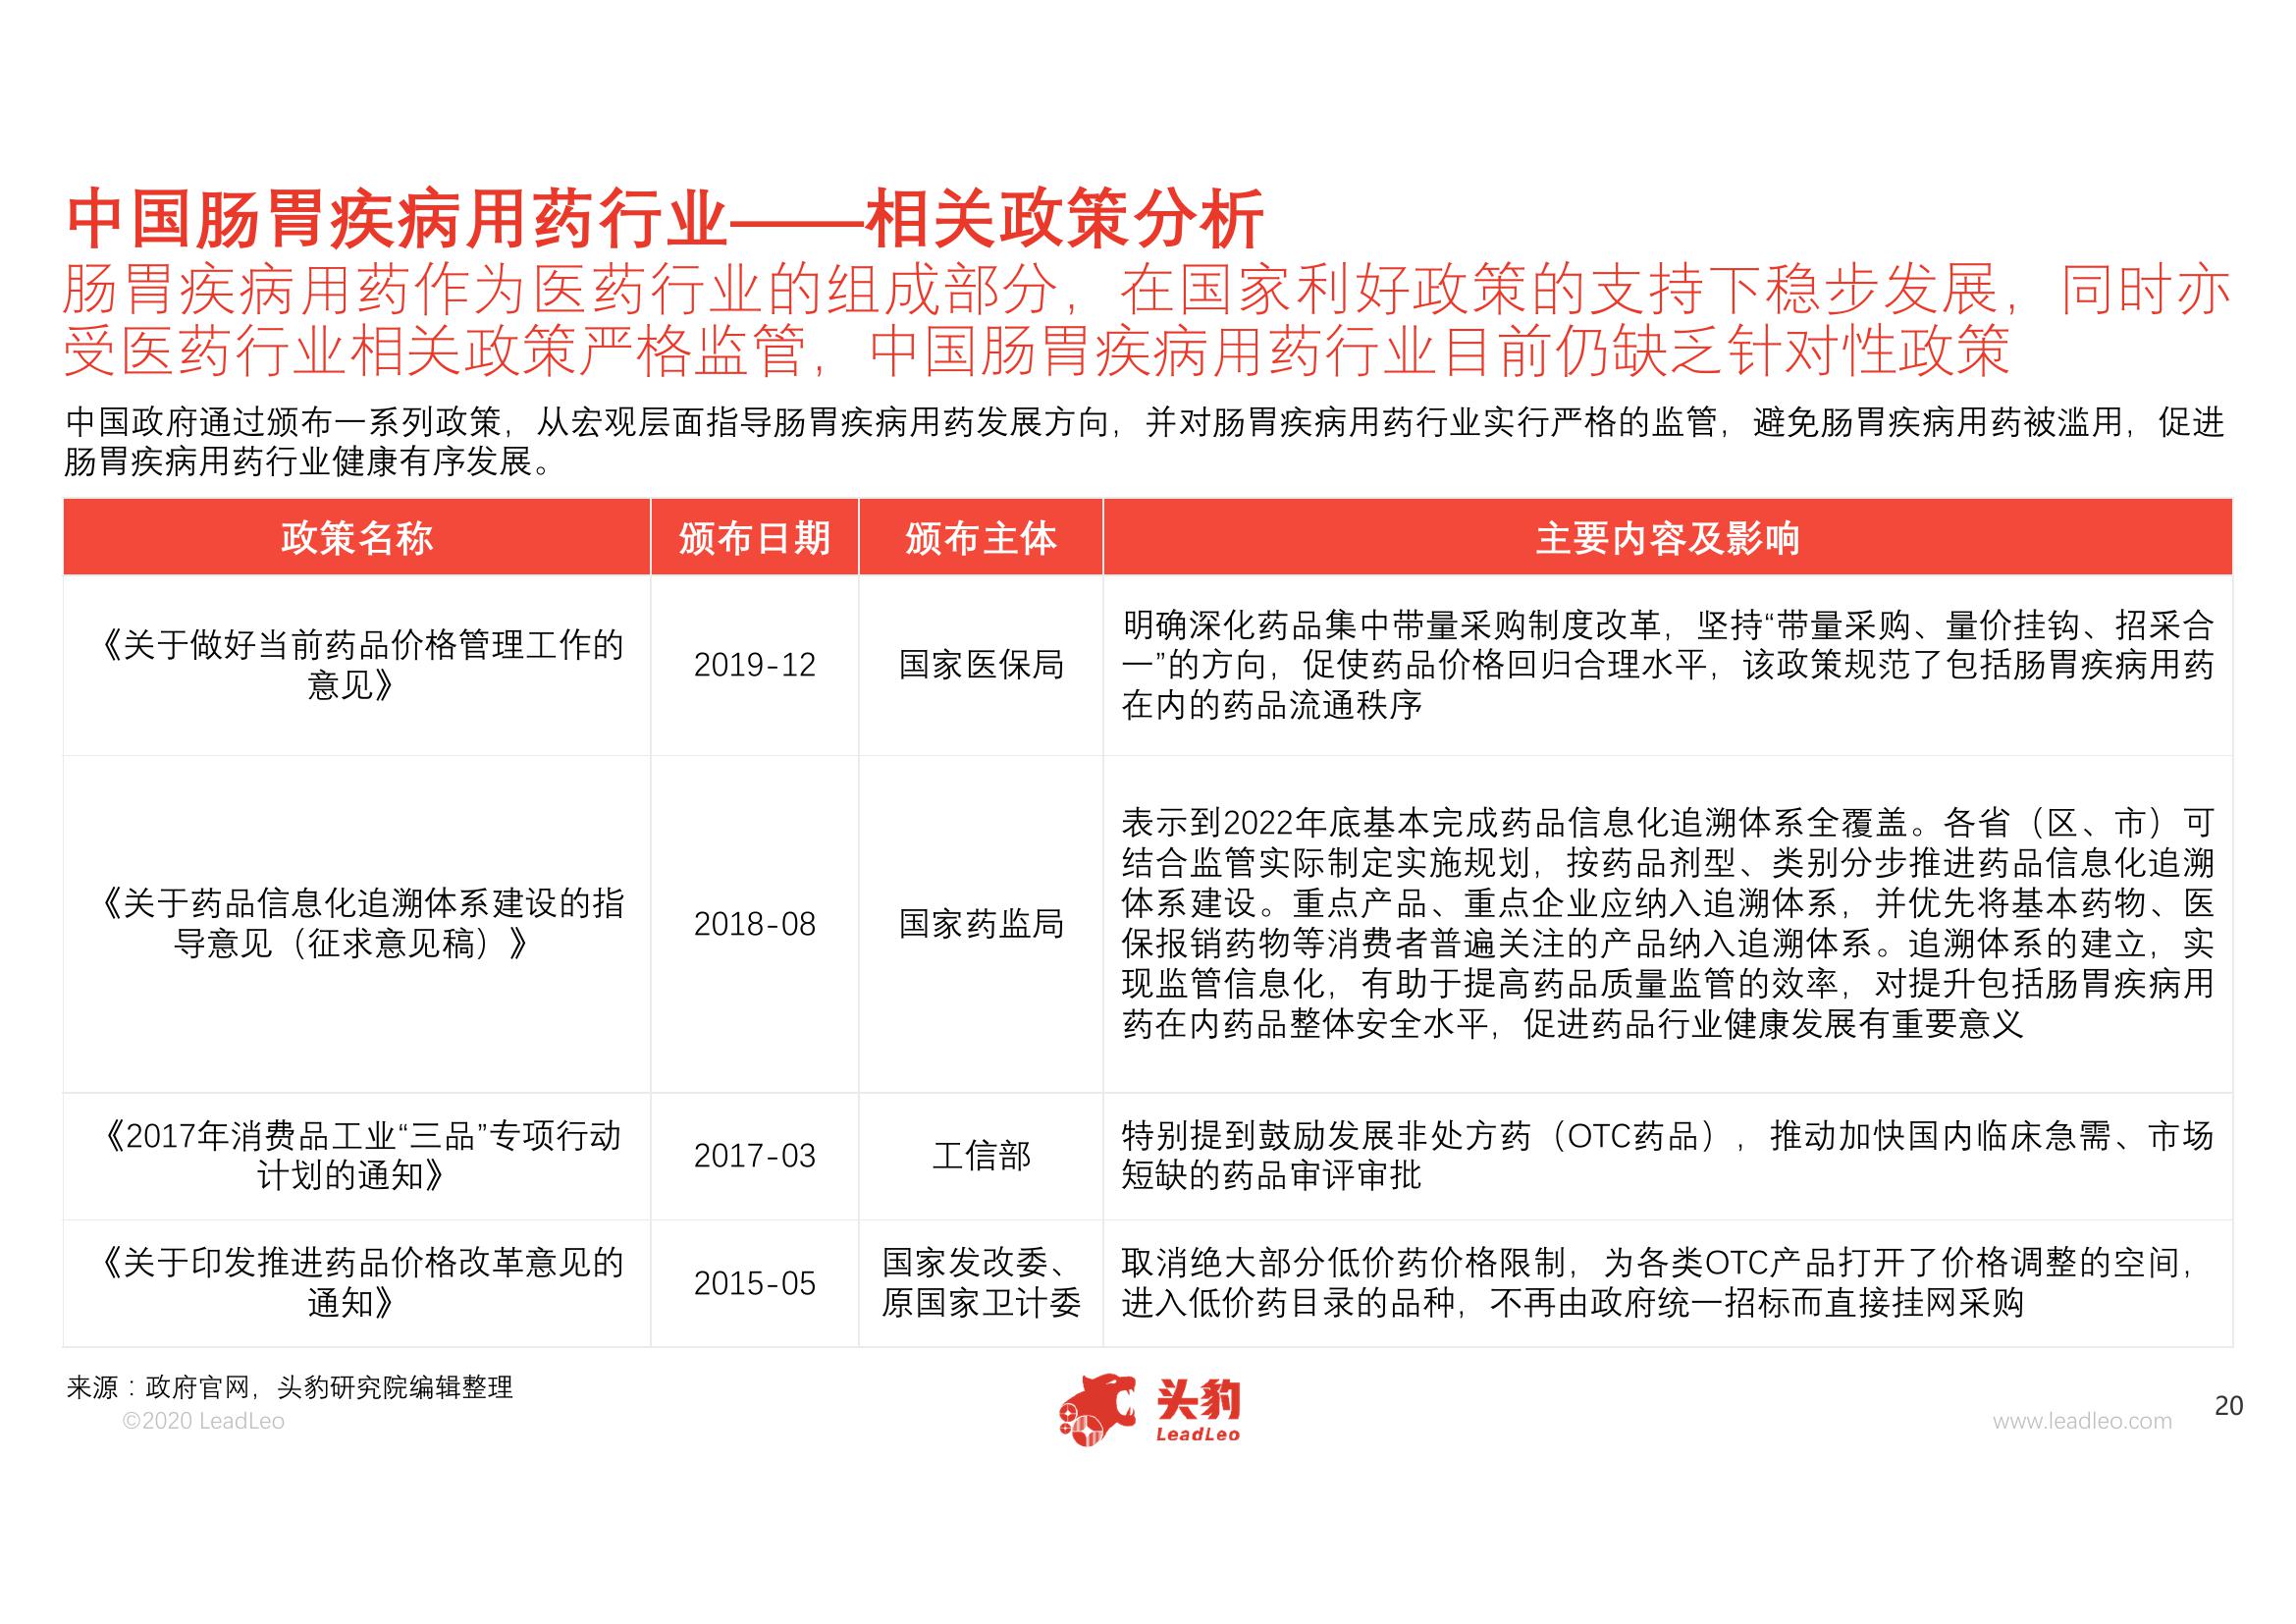 中国肠胃疾病用药行业——相关政策分析
肠胃疾病用药作为医药行业的组成部分，在国家利好政策的支持下稳步发展，同时亦
受医药行业相关政策严格监管，中国肠胃疾病用药行业目前仍缺乏针对性政策
中国政府通过颁布一系列政策，从宏观层面指导肠胃疾病用药发展方向，并对肠胃疾病用药行业实行严格的监管，避免肠胃疾病用药被滥用，促进
肠胃疾病用药行业健康有序发展。
政策名称 颁布日期 颁布主体 主要内容及影响
《关于做好当前药品价格管理工作的
意见》
2019-12
国家医保局
明确深化药品集中带量采购制度改革，坚持“带量采购、量价挂钩、招采合
一”的方向，促使药品价格回归合理水平，该政策规范了包括肠胃疾病用药
在内的药品流通秩序
《关于药品信息化追溯体系建设的指
导意见（征求意见稿）》
2018-08
国家药监局
表示到2022年底基本完成药品信息化追溯体系全覆盖。各省（区、市）可
结合监管实际制定实施规划，按药品剂型、类别分步推进药品信息化追溯
体系建设。重点产品、重点企业应纳入追溯体系，并优先将基本药物、医
保报销药物等消费者普遍关注的产品纳入追溯体系。追溯体系的建立，实
现监管信息化，有助于提高药品质量监管的效率，对提升包括肠胃疾病用
药在内药品整体安全水平，促进药品行业健康发展有重要意义
《2017年消费品工业“三品”专项行动
计划的通知》
2017-03
工信部
特别提到鼓励发展非处方药（OTC药品），推动加快国内临床急需、市场
短缺的药品审评审批
《关于印发推进药品价格改革意见的
通知》
2015-05
国家发改委、
原国家卫计委
取消绝大部分低价药价格限制，为各类OTC产品打开了价格调整的空间，
进入低价药目录的品种，不再由政府统一招标而直接挂网采购
来源：政府官网，头豹研究院编辑整理
©2020 LeadLeo
头豹
LeadLeo
www.leadleo.com
20